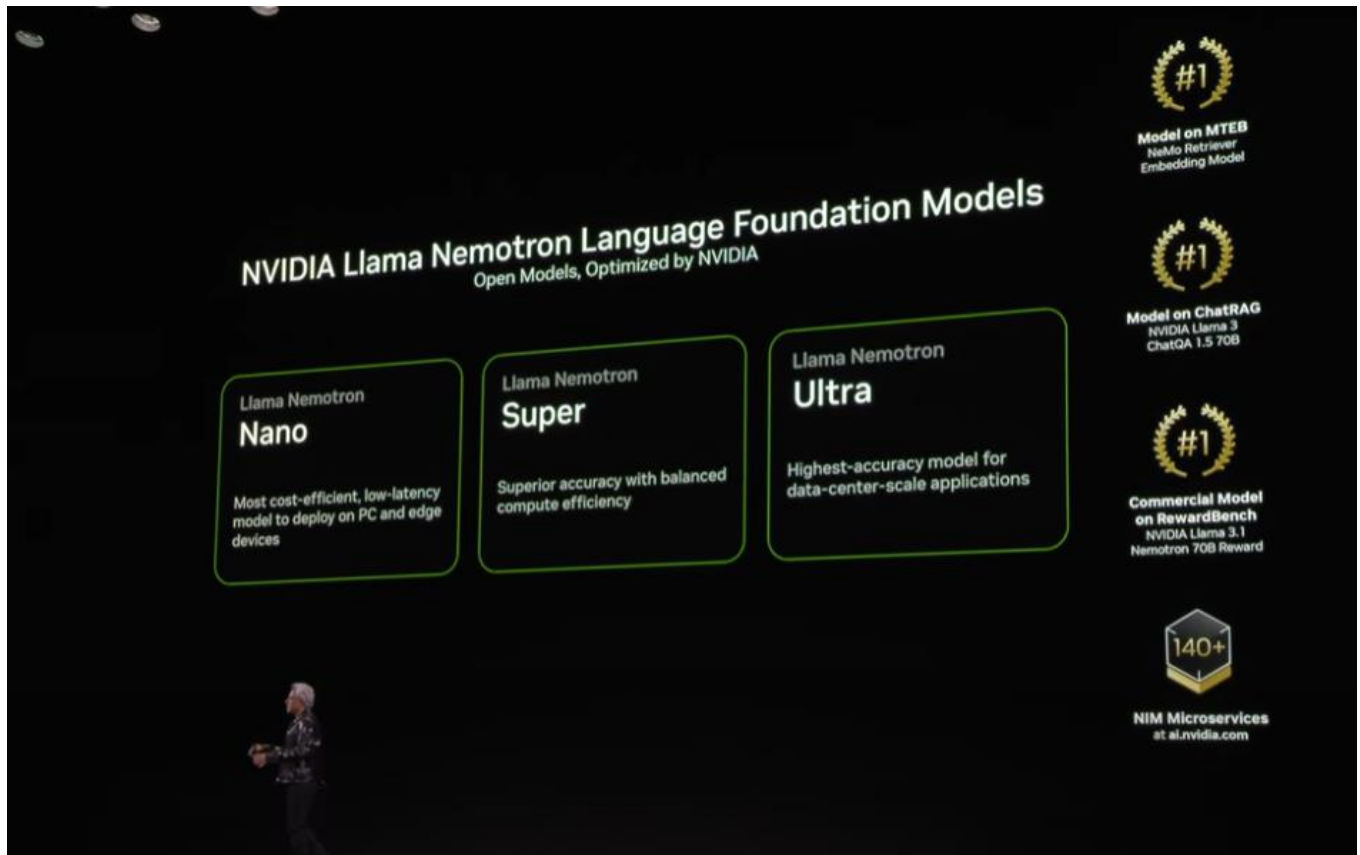 NVIDIA Llama Nemotron Language Foundation Models
Open Models, Optimized by NVIDIA
Llama Nemotron
Nano
Most cost-efficient, low-latency
model to deploy on PC and edge
devices
Llama Nemotron
Super
Superior accuracy with balanced
compute efficiency
Llama Nemotron
Ultra
Highest-accuracy model for
data-center-scale applications
#1
Model on MTEB
NeMo Retriever
Embedding Model
#1
Model on ChatRAG
NVIDIA Llama 3
ChatQA 1.5 70B
#1
Commercial Model
on RewardBench
NVIDIA Llama 3.1
Nemotron 70B Reward
140+
NIM Microservices
at ai.nvidia.com